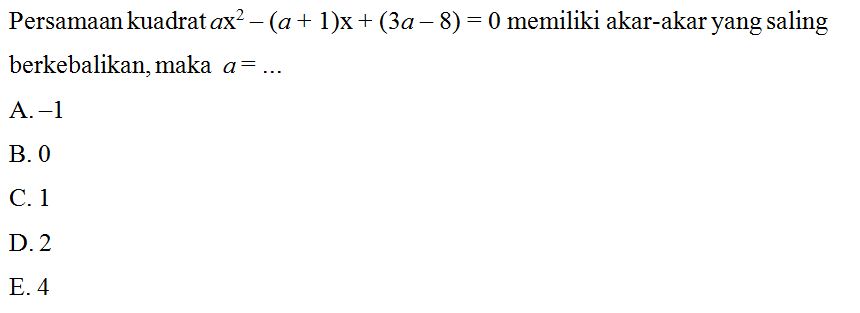 Persamaan kuadrat ax² – (a + 1)x + (3a – 8) = 0 memiliki akar-akar yang saling
berkebalikan, maka a = ...
A. –1
B. 0
C. 1
D. 2
E. 4